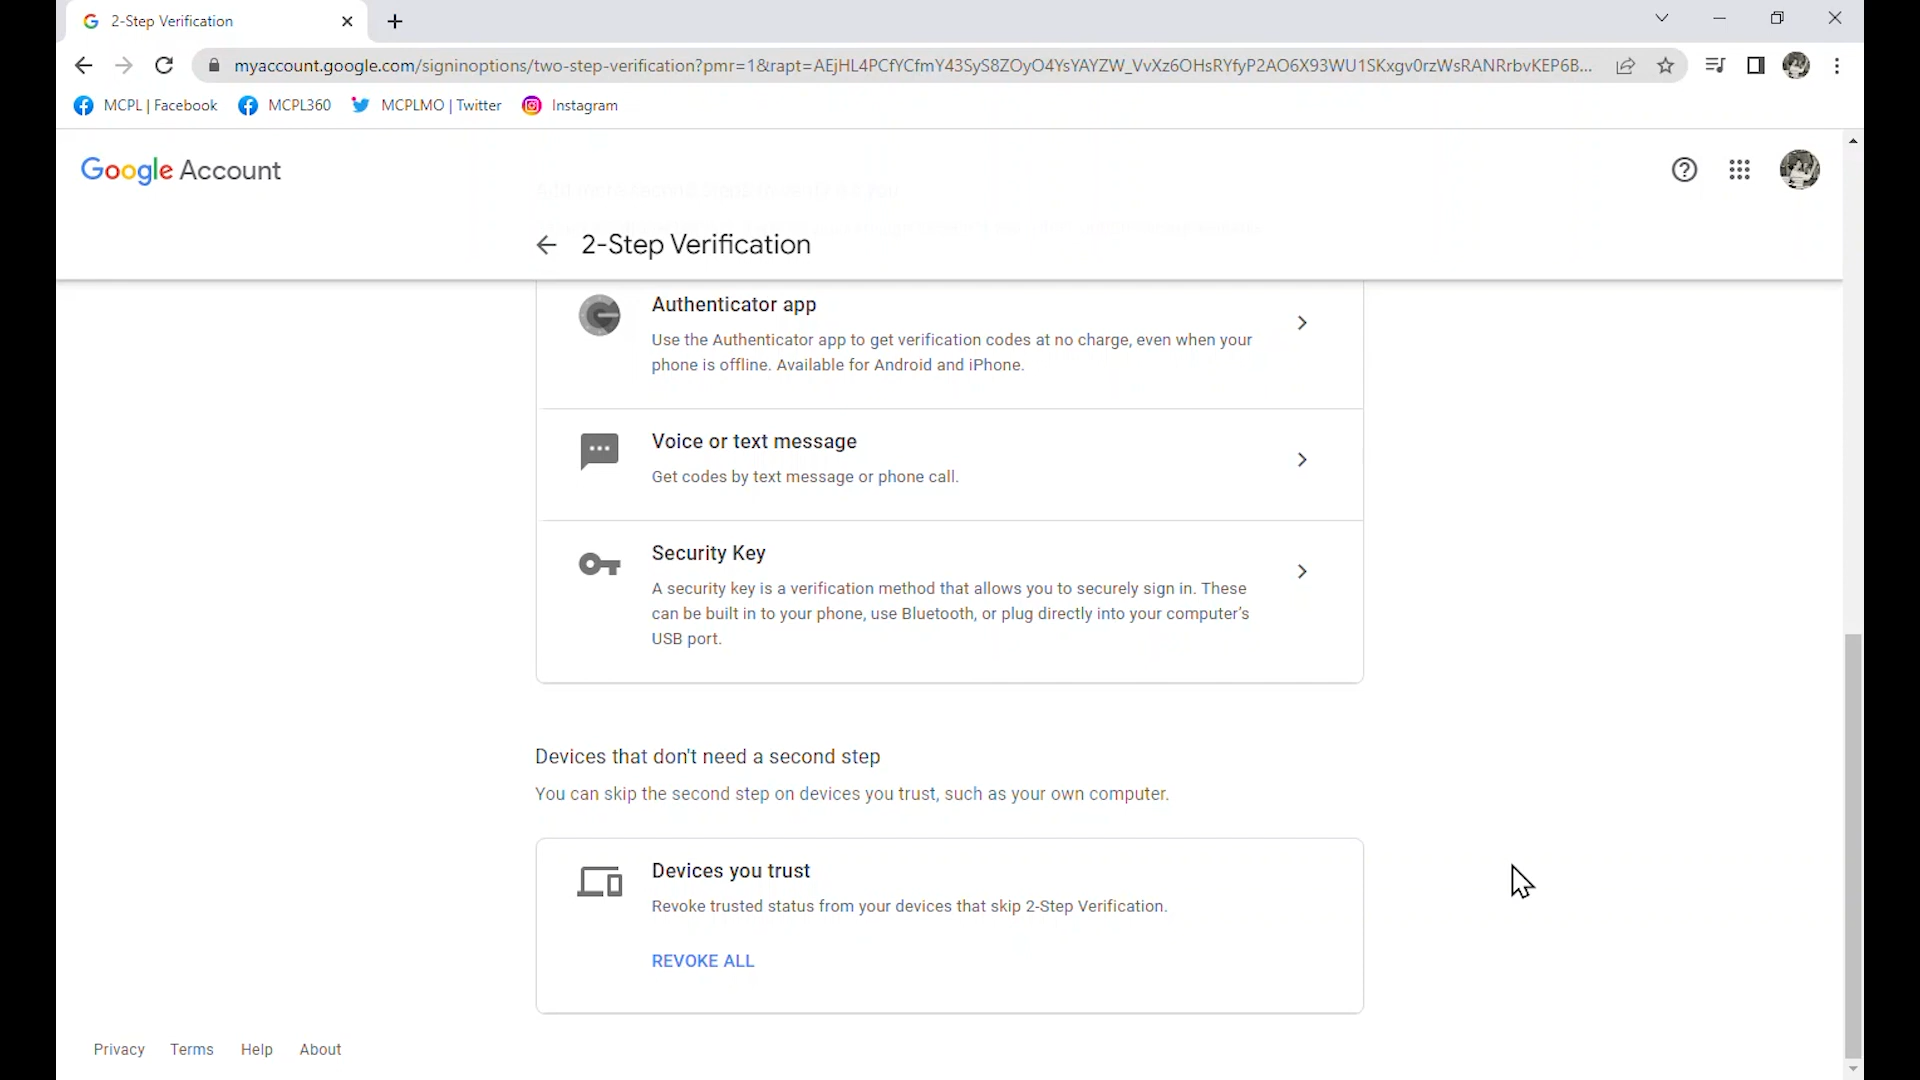 2-Step Verification
myaccount.google.com/signinoptions/two-step-verification?pmr=1&rapt=AEjHL4PCfYCfmY43SyS8ZOyO4YsYAYZW_VvXz6OHsRYfyP2AO6X93WU1SKxgv0rzWsRANRrbvKEP6B...
MCPL | Facebook MCPL360 MCPLMO | Twitter Instagram
Google Account
2-Step Verification
Authenticator app
Use the Authenticator app to get verification codes at no charge, even when your
phone is offline. Available for Android and iPhone.
Voice or text message
Get codes by text message or phone call.
Security Key
A security key is a verification method that allows you to securely sign in. These
can be built in to your phone, use Bluetooth, or plug directly into your computer’s
USB port.
Devices that don't need a second step
You can skip the second step on devices you trust, such as your own computer.
Devices you trust
Revoke trusted status from your devices that skip 2-Step Verification.
REVOKE ALL
Privacy Terms Help About